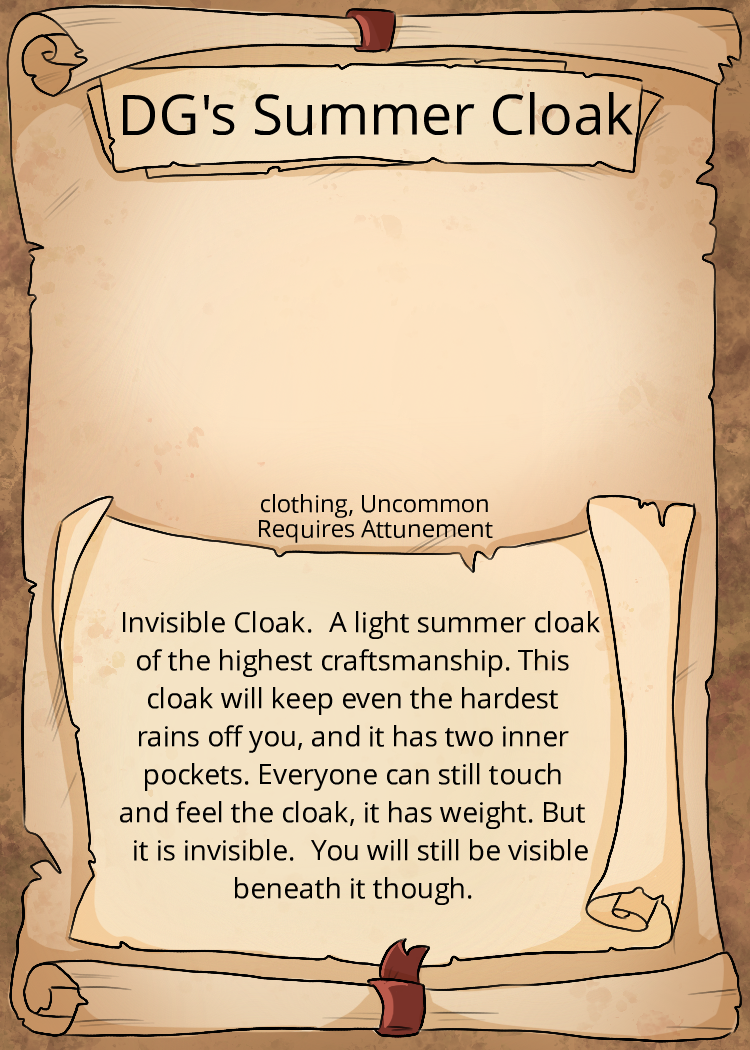 DG's Summer Cloak
clothing, Uncommon
Requires Attunement
Invisible Cloak.  A light summer cloak
of the highest craftsmanship. This
cloak will keep even the hardest
rains off you, and it has two inner
pockets. Everyone can still touch
and feel the cloak, it has weight. But
it is invisible.  You will still be visible
beneath it though.